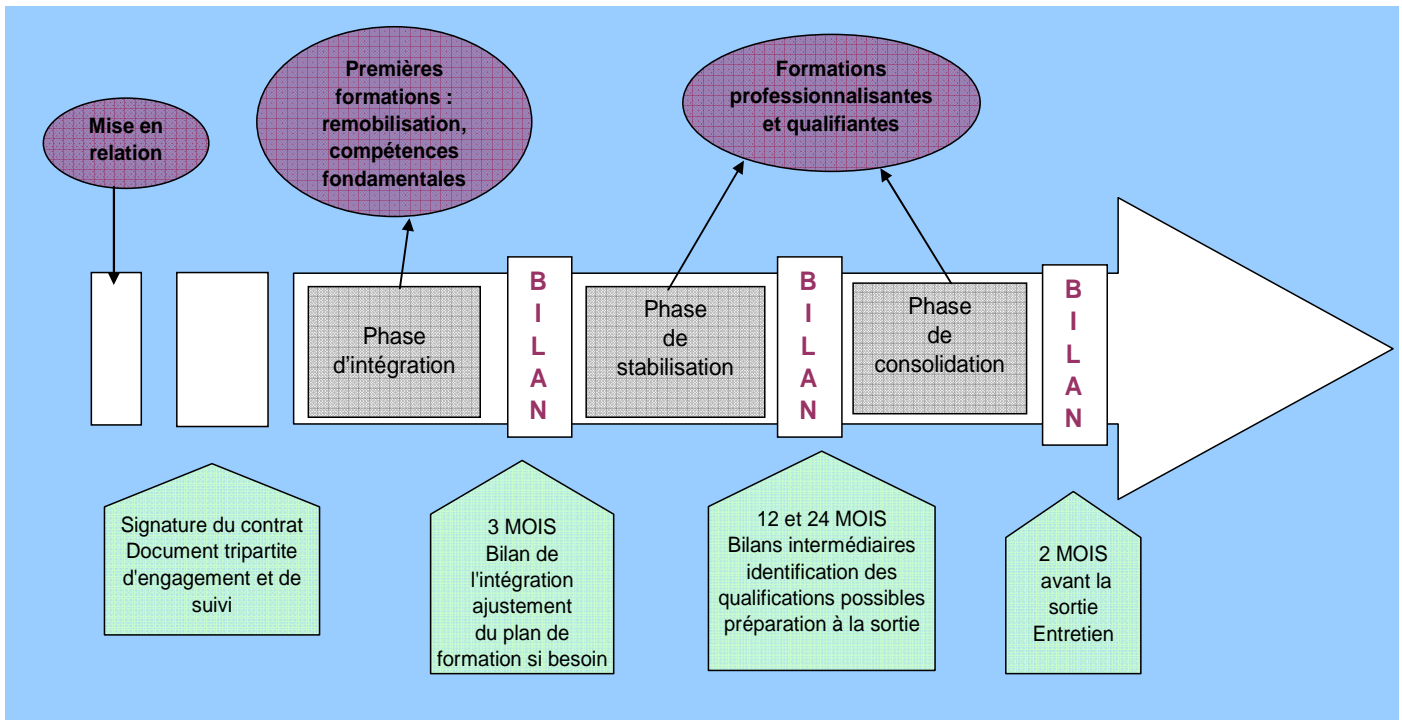 Mise en
relation
Premières
formations :
remobilisation,
compétences
fondamentales
Formations
professionnalisantes
et qualifiantes
Phase
d'intégration
B
I
L
A
N
Phase
de
stabilisation
B
I
L
A
N
Phase
de
consolidation
B
I
L
A
N
Signature du contrat
Document tripartite
d'engagement et de
suivi
3 MOIS
Bilan de
l'intégration
ajustement
du plan de
formation si besoin
12 et 24 MOIS
Bilans intermédiaires
identification des
qualifications possibles
préparation à la sortie
2 MOIS
avant la
sortie
Entretien